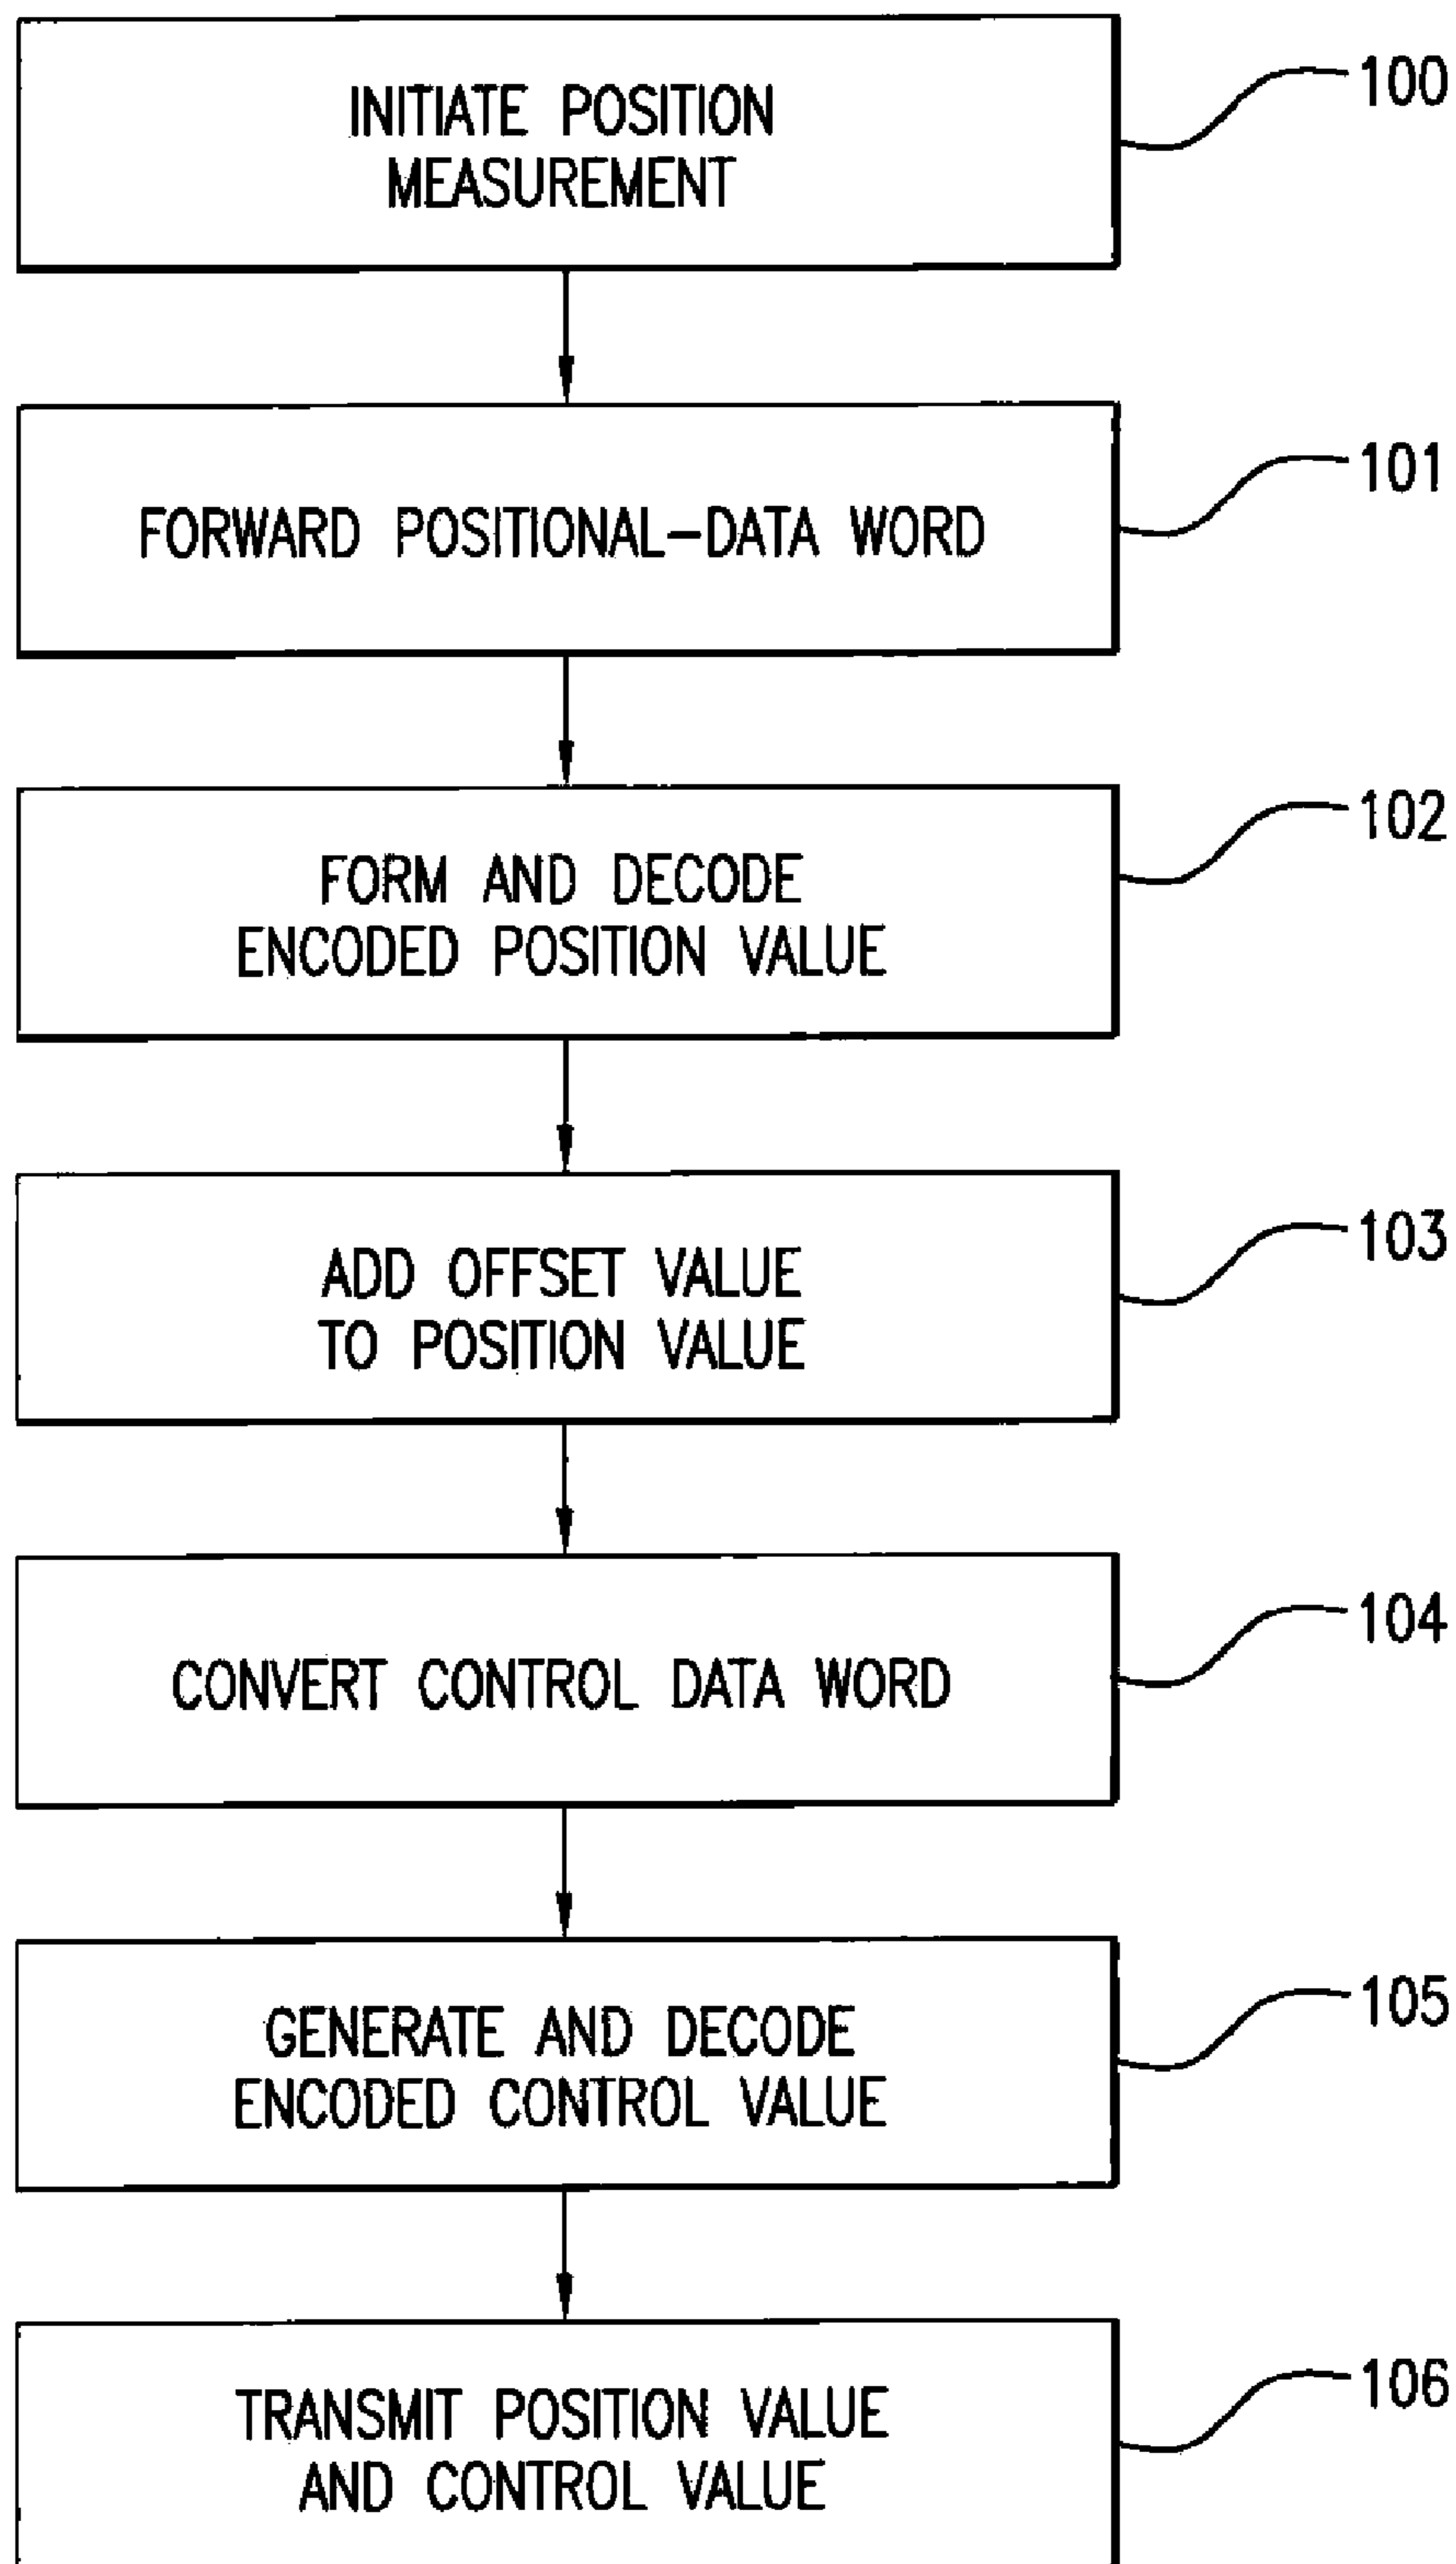 INITIATE POSITION
MEASUREMENT
100
FORWARD POSITIONAL-DATA WORD
101
FORM AND DECODE
ENCODED POSITION VALUE
102
ADD OFFSET VALUE
TO POSITION VALUE
103
CONVERT CONTROL DATA WORD
104
GENERATE AND DECODE
ENCODED CONTROL VALUE
105
TRANSMIT POSITION VALUE
AND CONTROL VALUE
106